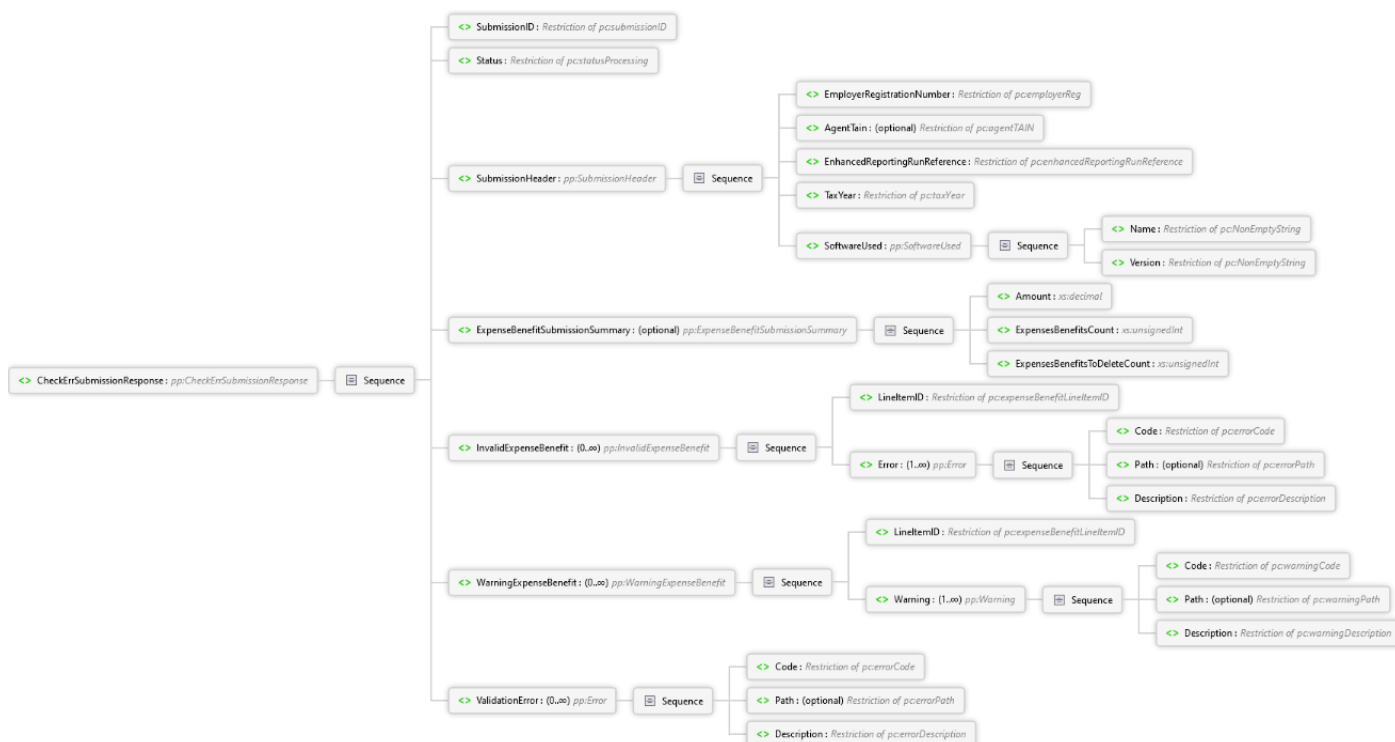 SubmissionID : Restriction of pc:submissionID
Status : Restriction of pc:statusProcessing
EmployerRegistrationNumber : Restriction of pc:employerReg
AgentTain : (optional) Restriction of pc:agentTAIN
SubmissionHeader : pp:SubmissionHeader
Sequence
EnhancedReportingRunReference : Restriction of pc:enhancedReportingRunReference
TaxYear : Restriction of pc:taxYear
SoftwareUsed : pp:SoftwareUsed
Sequence
Name : Restriction of pc:NonEmptyString
Version : Restriction of pc:NonEmptyString
ExpenseBenefitSubmissionSummary : (optional) pp:ExpenseBenefitSubmissionSummary
Sequence
Amount : xs:decimal
ExpensesBenefitsCount : xs:unsignedInt
ExpensesBenefitsToDeleteCount : xs:unsignedInt
CheckErrSubmissionResponse : pp:CheckErrSubmissionResponse
Sequence
InvalidExpenseBenefit : (0..∞) pp:InvalidExpenseBenefit
Sequence
LineItemID : Restriction of pc:expenseBenefitLineItemID
Error : (1..∞) pp:Error
Sequence
Code : Restriction of pc:errorCode
Path : (optional) Restriction of pc:errorPath
Description : Restriction of pc:errorDescription
WarningExpenseBenefit : (0..∞) pp:WarningExpenseBenefit
Sequence
LineItemID : Restriction of pc:expenseBenefitLineItemID
Warning : (1..∞) pp:Warning
Sequence
Code : Restriction of pc:warningCode
Path : (optional) Restriction of pc:warningPath
Description : Restriction of pc:warningDescription
ValidationError : (0..∞) pp:Error
Sequence
Code : Restriction of pc:errorCode
Path : (optional) Restriction of pc:errorPath
Description : Restriction of pc:errorDescription